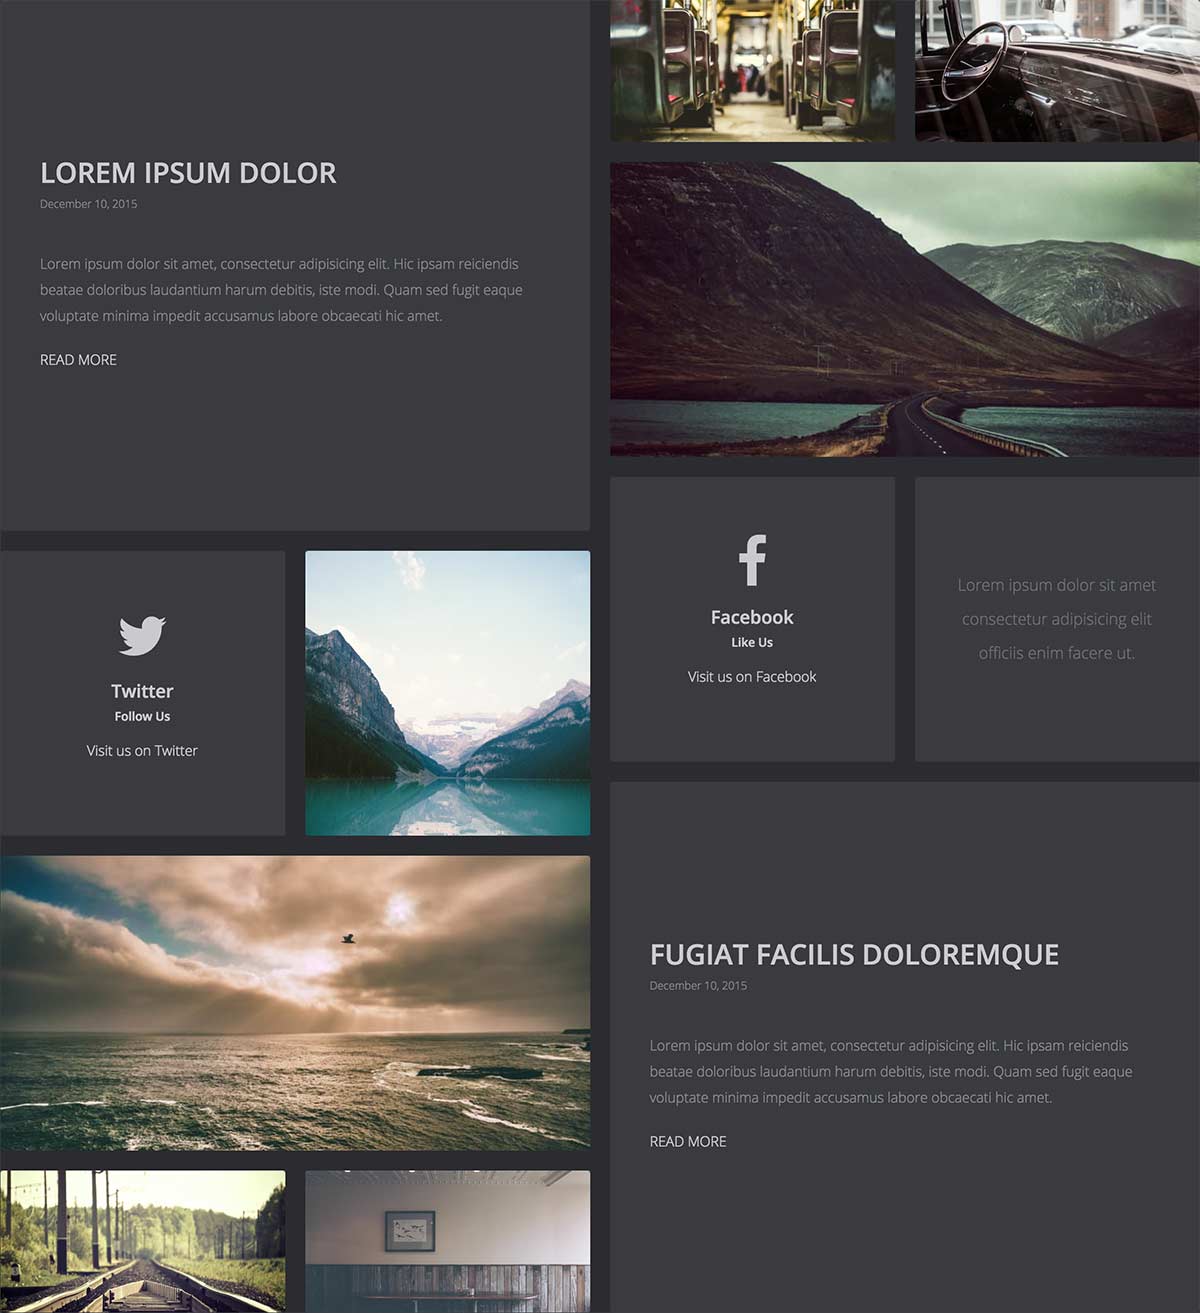 LOREM IPSUM DOLOR
December 10, 2015
Lorem ipsum dolor sit amet, consectetur adipisicing elit. Hic ipsam reiciendis
beatae doloribus laudantium harum debitis, iste modi. Quam sed fugit eaque
voluptate minima impedit accusamus labore obcaecati hic amet.
READ MORE
Twitter
Follow Us
Visit us on Twitter
Facebook
Like Us
Visit us on Facebook
Lorem ipsum dolor sit amet
consectetur adipisicing elit
officiis enim facere ut.
FUGIAT FACILIS DOLOREMQUE
December 10, 2015
Lorem ipsum dolor sit amet, consectetur adipisicing elit. Hic ipsam reiciendis
beatae doloribus laudantium harum debitis, iste modi. Quam sed fugit eaque
voluptate minima impedit accusamus labore obcaecati hic amet.
READ MORE